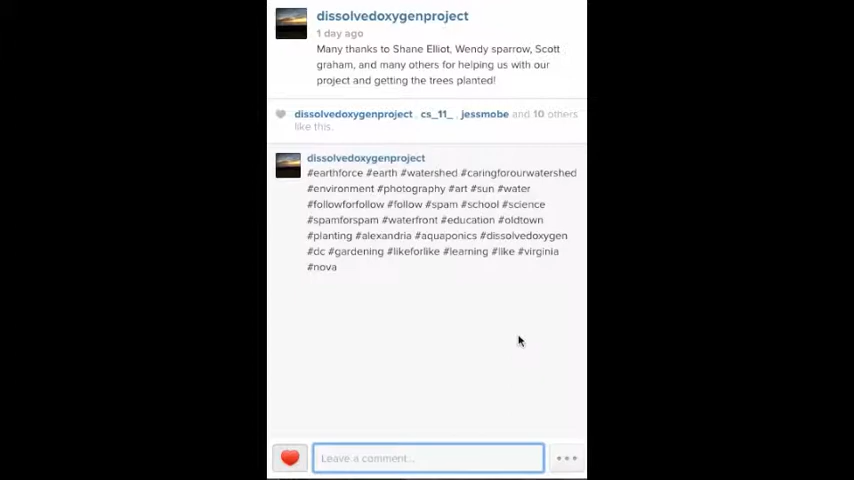 dissolvedoxygenproject
1 day ago
Many thanks to Shane Elliot, Wendy sparrow, Scott
graham, and many others for helping us with our
project and getting the trees planted!
dissolvedoxygenproject , cs_11_ , jessmobe and 10 others
like this.
dissolvedoxygenproject
#earthforce #earth #watershed #caringforourwatershed
#environment #photography #art #sun #water
#followforfollow #follow #spam #school #science
#spamforspam #waterfront #education #oldtown
#planting #alexandria #aquaponics #dissolvedoxygen
#dc #gardening #likeforlike #learning #like #virginia
#nova
Leave a comment...